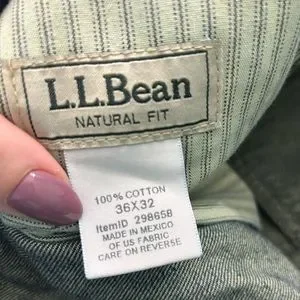 L.L.Bean
NATURAL FIT
100% COTTON
36X32
ItemID 298658
MADE IN MEXICO
OF US FABRIC
CARE ON REVERSE